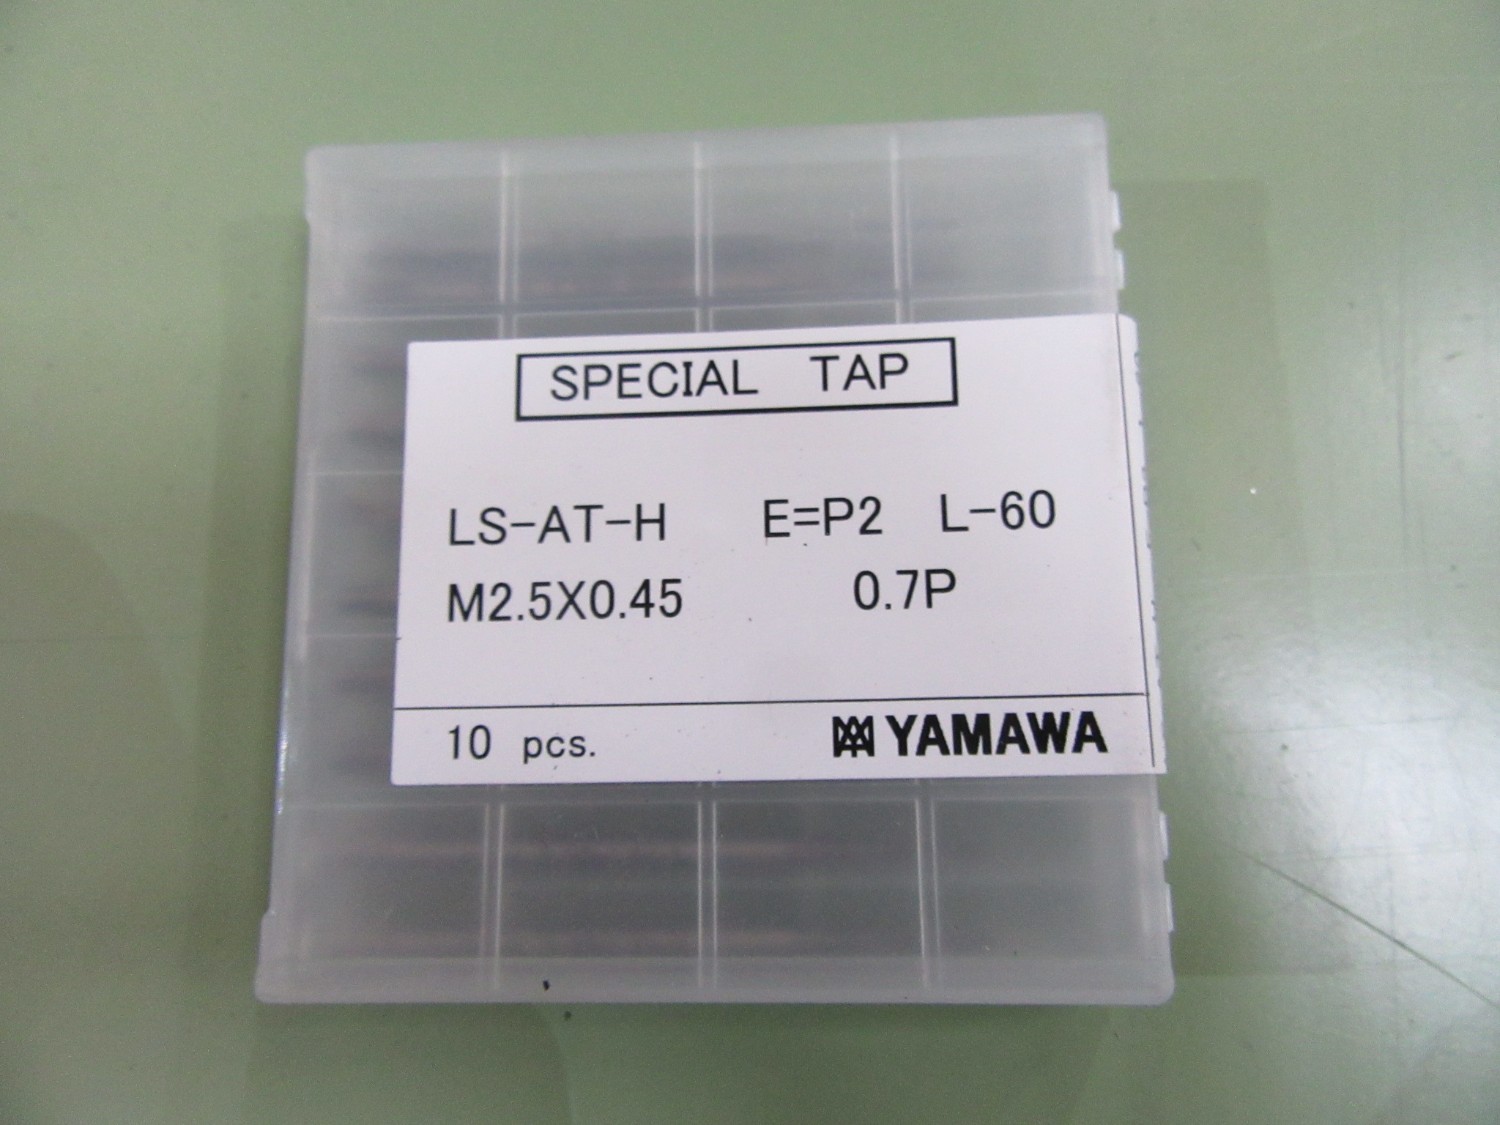 SPECIAL TAP
LS-AT-H E=P2 L-60
M2.5X0.45 0.7P
10 pcs. YAMAWA